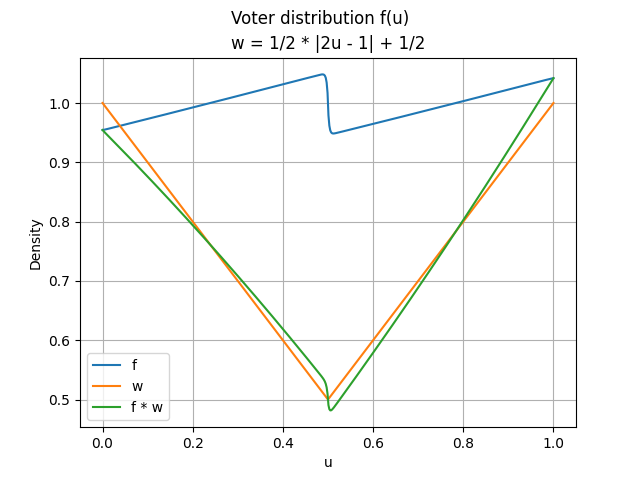 Voter distribution f(u)
w = 1/2 * |2u - 1| + 1/2
Density
1.0
0.9
0.8
0.7
0.6
0.5
f
w
f * w
0.0 0.2 0.4 0.6 0.8 1.0
u